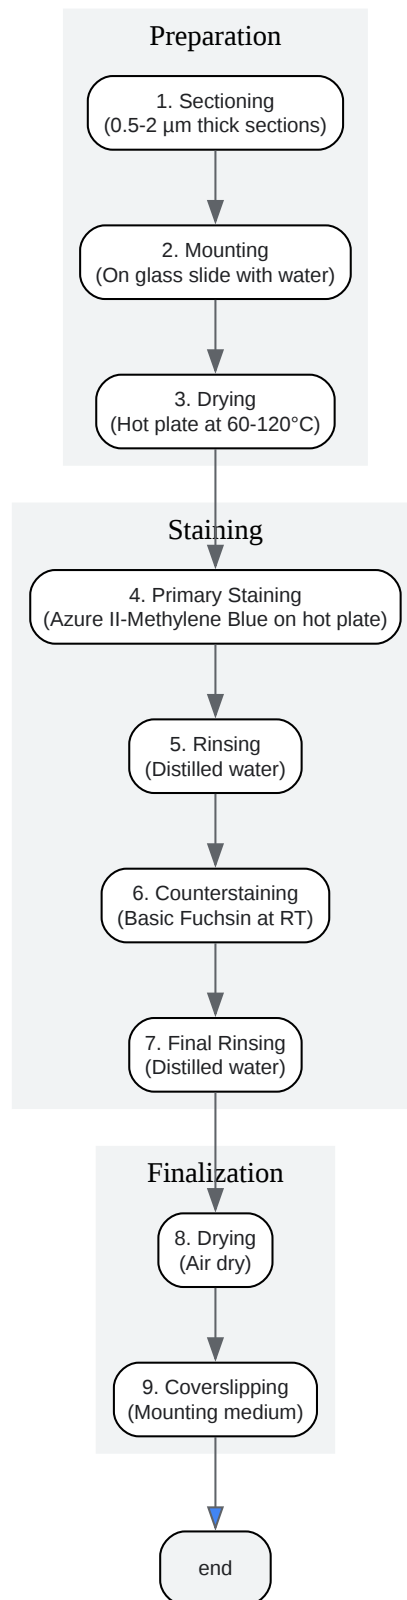 Preparation
1. Sectioning
(0.5-2 µm thick sections)
2. Mounting
(On glass slide with water)
3. Drying
(Hot plate at 60-120°C)
Staining
4. Primary Staining
(Azure II-Methylene Blue on hot plate)
5. Rinsing
(Distilled water)
6. Counterstaining
(Basic Fuchsin at RT)
7. Final Rinsing
(Distilled water)
Finalization
8. Drying
(Air dry)
9. Coverslipping
(Mounting medium)
end